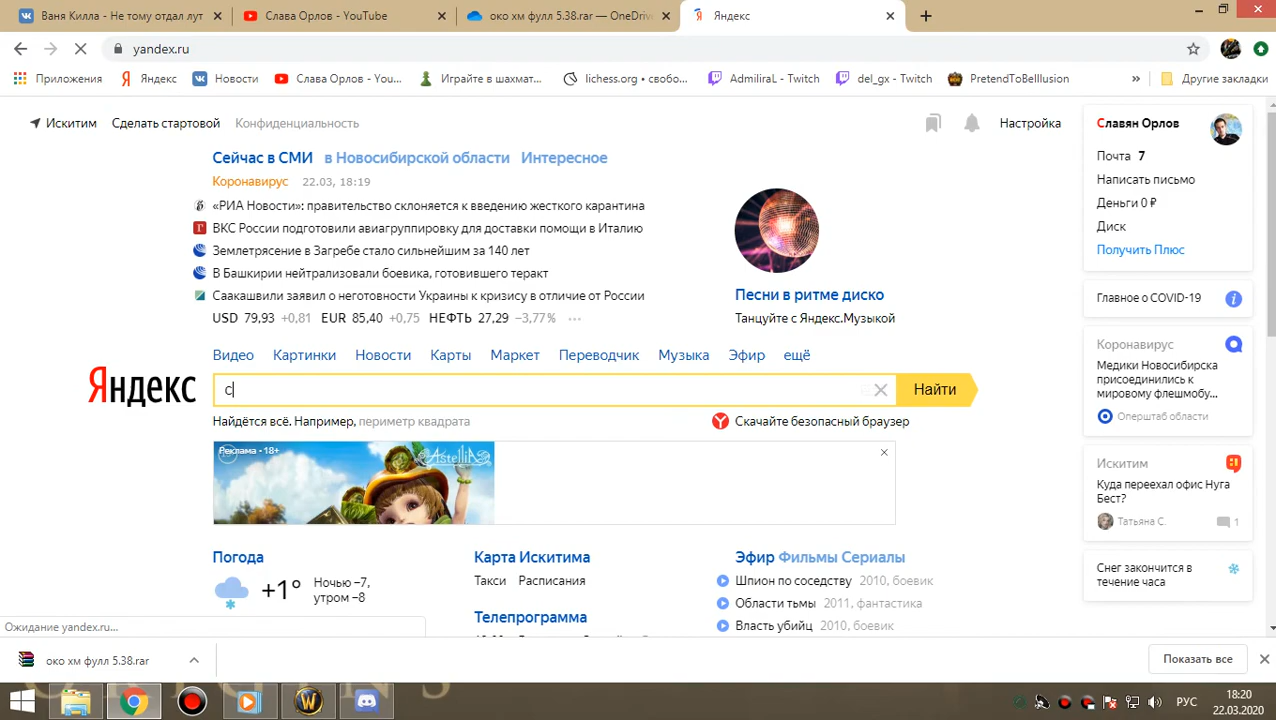 Ваня Килла - Не тому отдал лут
Слава Орлов - YouTube
око хм фулл 5.38.rar — OneDrive
Яндекс
yandex.ru
Приложения
Яндекс
Новости
Слава Орлов - You...
Играйте в шахмат...
lichess.org • свобо...
AdmiliraL - Twitch
del_gx - Twitch
PretendToBeIllusion
»
Другие закладки
Искитим
Сделать стартовой
Конфиденциальность
Настройка
Славян Орлов
Почта 7
Написать письмо
Деньги 0 ₽
Диск
Получить Плюс
Сейчас в СМИ в Новосибирской области Интересное
Коронавирус 22.03, 18:19
«РИА Новости»: правительство склоняется к введению жесткого карантина
ВКС России подготовили авиагруппировку для доставки помощи в Италию
Землетрясение в Загребе стало сильнейшим за 140 лет
В Башкирии нейтрализовали боевика, готовившего теракт
Саакашвили заявил о неготовности Украины к кризису в отличие от России
USD 79,93 +0,81 EUR 85,40 +0,75 НЕФТЬ 27,29 −3,77% ...
Песни в ритме диско
Танцуйте с Яндекс.Музыкой
Главное о COVID-19
Коронавирус
Медики Новосибирска
присоединились к
мировому флешмобу...
Оперштаб области
Видео Картинки Новости Карты Маркет Переводчик Музыка Эфир ещё
Яндекс
с
Найти
Найдётся всё. Например, периметр квадрата
Скачайте безопасный браузер
Реклама · 18+
Astellia
Искитим
Куда переехал офис Нуга
Бест?
Татьяна С.
1
Снег закончится в
течение часа
Погода
+1°
Ночью −7,
утром −8
Карта Искитима
Такси Расписания
Телепрограмма
Эфир Фильмы Сериалы
Шпион по соседству 2010, боевик
Области тьмы 2011, фантастика
Власть убийц 2010, боевик
Ожидание yandex.ru...
око хм фулл 5.38.rar
Показать все
РУС
18:20
22.03.2020